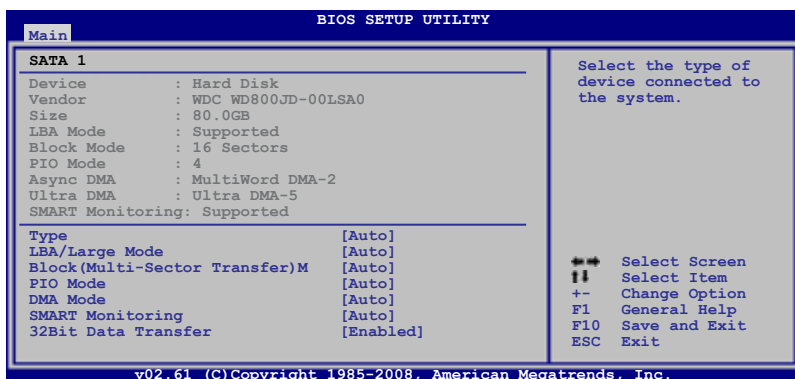 BIOS SETUP UTILITY
Main
SATA 1
Device : Hard Disk
Vendor : WDC WD800JD-00LSA0
Size : 80.0GB
LBA Mode : Supported
Block Mode : 16 Sectors
PIO Mode : 4
Async DMA : MultiWord DMA-2
Ultra DMA : Ultra DMA-5
SMART Monitoring: Supported
Type [Auto]
LBA/Large Mode [Auto]
Block(Multi-Sector Transfer)M [Auto]
PIO Mode [Auto]
DMA Mode [Auto]
SMART Monitoring [Auto]
32Bit Data Transfer [Enabled]
Select the type of
device connected to
the system.
←→ Select Screen
↑↓ Select Item
+- Change Option
F1 General Help
F10 Save and Exit
ESC Exit
v02.61 (C)Copyright 1985-2008, American Megatrends, Inc.